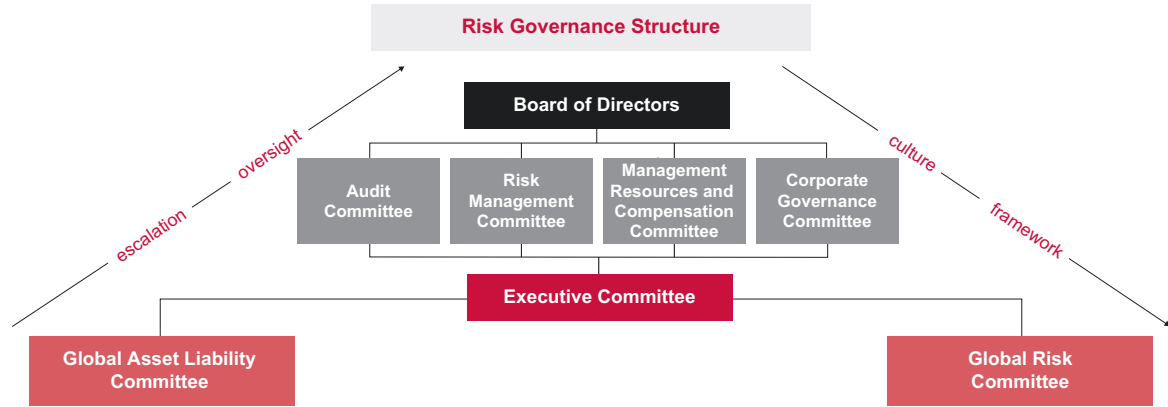 Risk Governance Structure
Board of Directors
oversight
escalation
culture
framework
Audit
Committee
Risk
Management
Committee
Management
Resources and
Compensation
Committee
Corporate
Governance
Committee
Executive Committee
Global Asset Liability
Committee
Global Risk
Committee